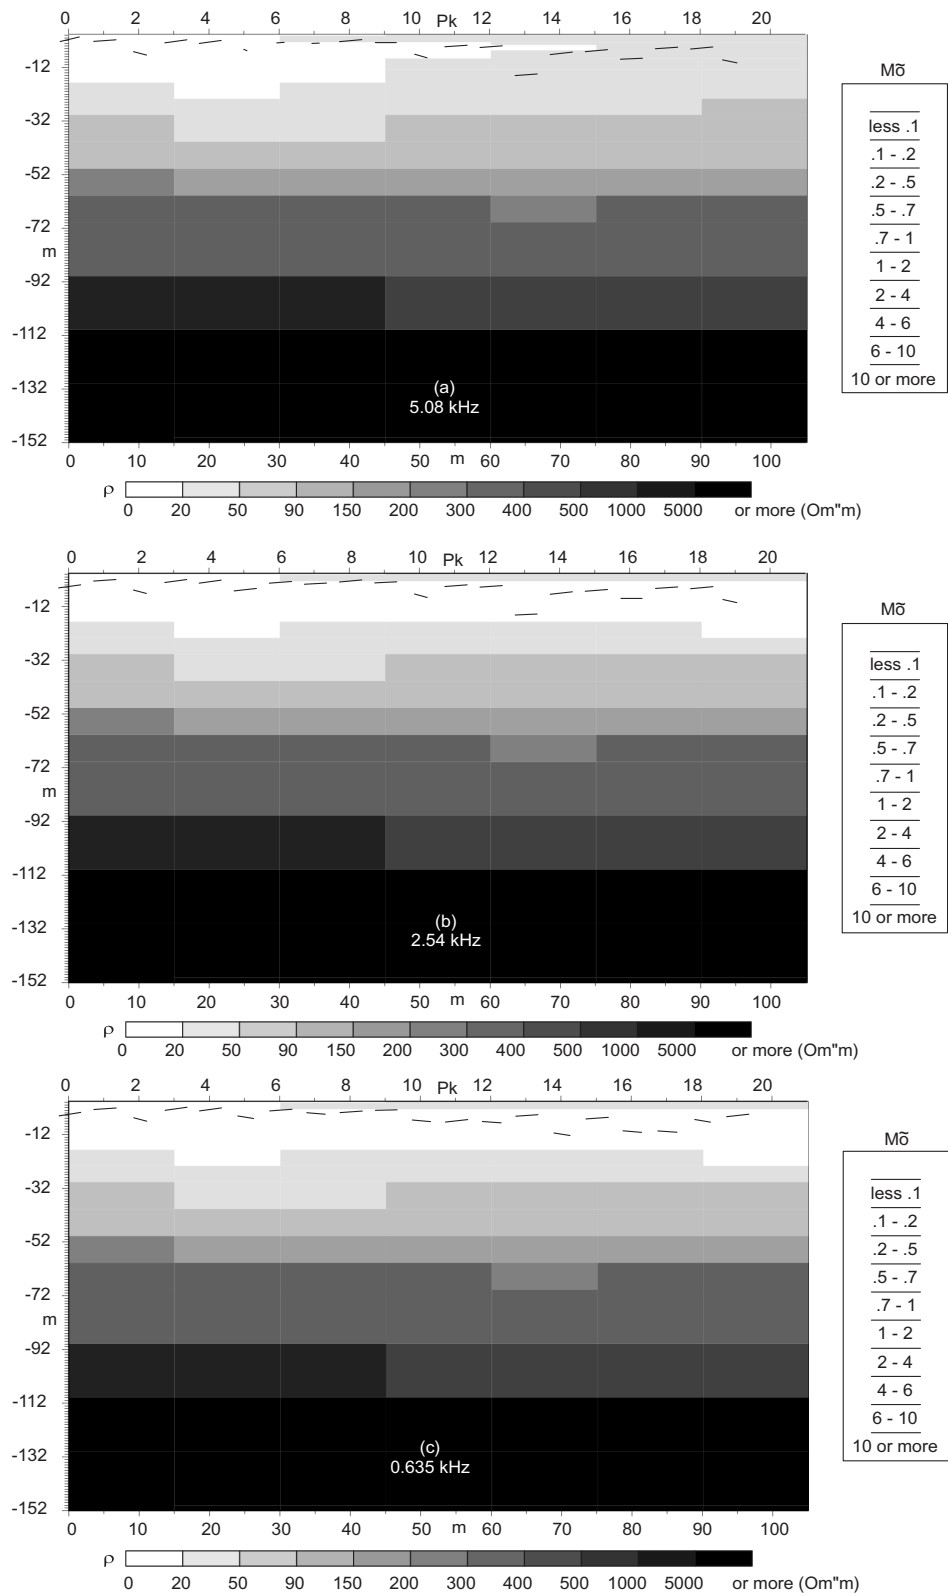 0 2 4 6 8 10 Pk 12 14 16 18 20
-12
-32
-52
-72
m
-92
-112
-132
-152
(a)
5.08 kHz
0 10 20 30 40 50 m 60 70 80 90 100
ρ
0 20 50 90 150 200 300 400 500 1000 5000 or more (Om"m)
Mõ
less .1
.1 - .2
.2 - .5
.5 - .7
.7 - 1
1 - 2
2 - 4
4 - 6
6 - 10
10 or more
0 2 4 6 8 10 Pk 12 14 16 18 20
-12
-32
-52
-72
m
-92
-112
-132
-152
(b)
2.54 kHz
0 10 20 30 40 50 m 60 70 80 90 100
ρ
0 20 50 90 150 200 300 400 500 1000 5000 or more (Om"m)
Mõ
less .1
.1 - .2
.2 - .5
.5 - .7
.7 - 1
1 - 2
2 - 4
4 - 6
6 - 10
10 or more
0 2 4 6 8 10 Pk 12 14 16 18 20
-12
-32
-52
-72
m
-92
-112
-132
-152
(c)
0.635 kHz
0 10 20 30 40 50 m 60 70 80 90 100
ρ
0 20 50 90 150 200 300 400 500 1000 5000 or more (Om"m)
Mõ
less .1
.1 - .2
.2 - .5
.5 - .7
.7 - 1
1 - 2
2 - 4
4 - 6
6 - 10
10 or more